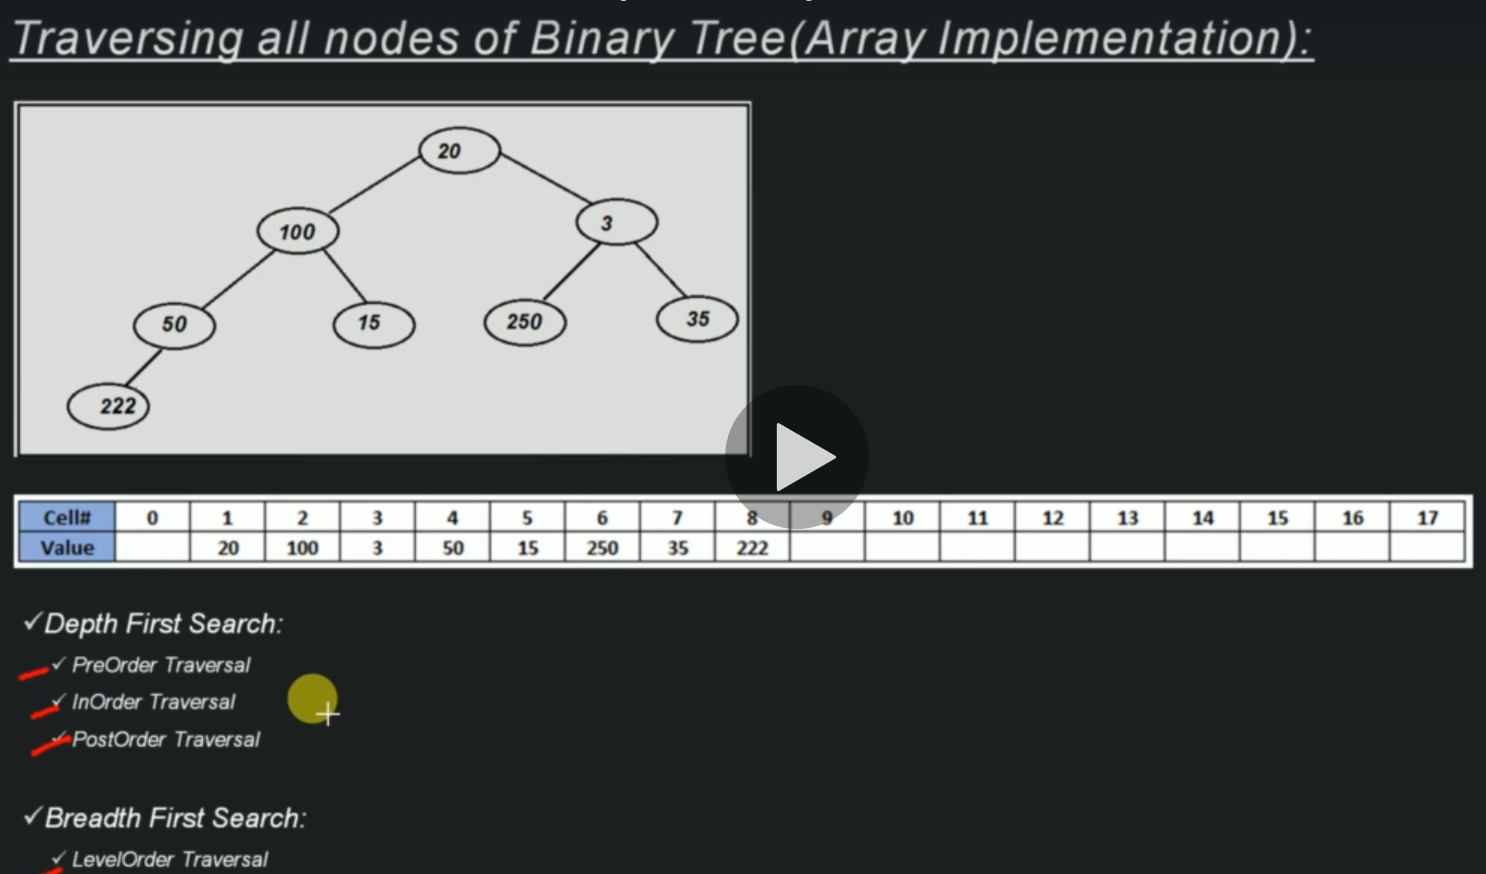 Traversing all nodes of Binary Tree(Array Implementation):
20
100
3
50
15
250
35
222
Cell# 0 1 2 3 4 5 6 7 8 9 10 11 12 13 14 15 16 17
Value 20 100 3 50 15 250 35 222
✓Depth First Search:
✓ PreOrder Traversal
✓ InOrder Traversal
✓ PostOrder Traversal
✓Breadth First Search:
✓ LevelOrder Traversal